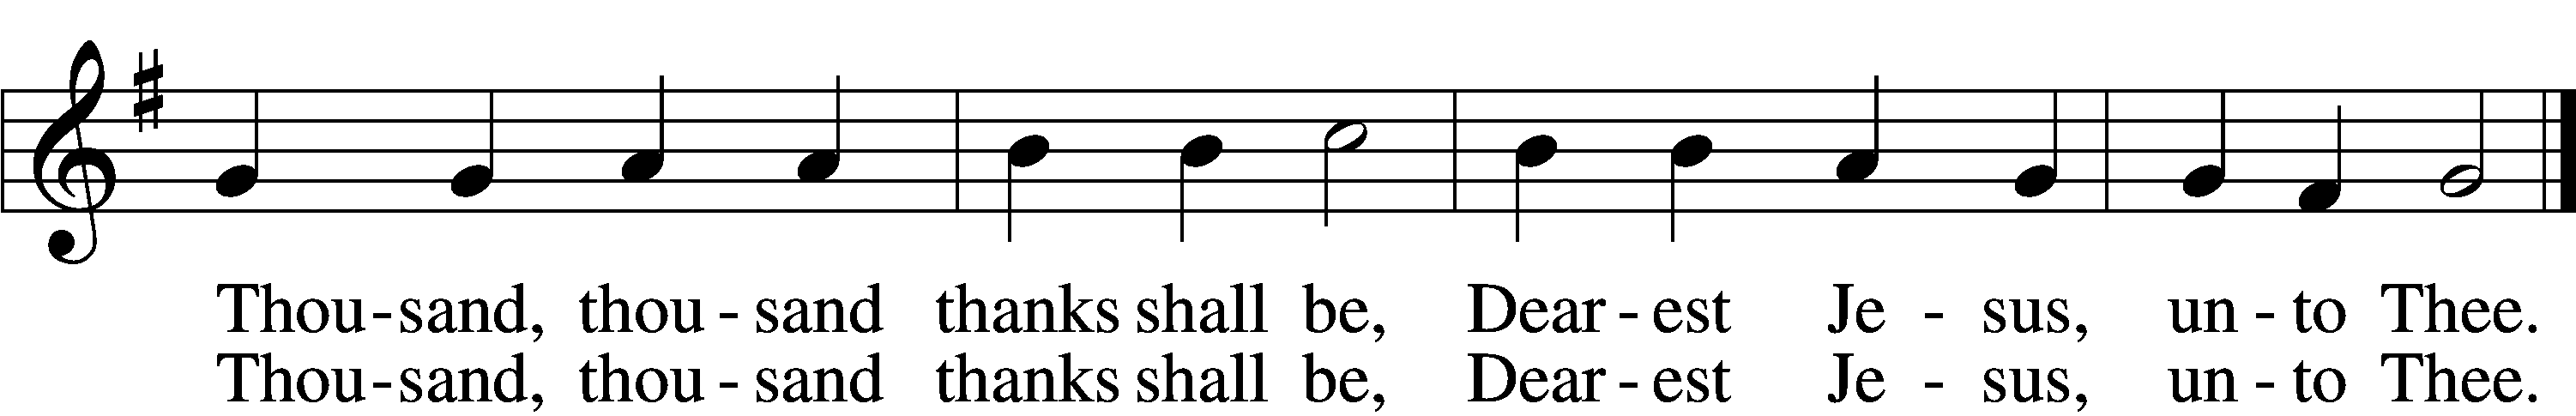 Thou-sand, thou - sand thanks shall be, Dear - est Je - sus, un - to Thee.
Thou-sand, thou - sand thanks shall be, Dear - est Je - sus, un - to Thee.